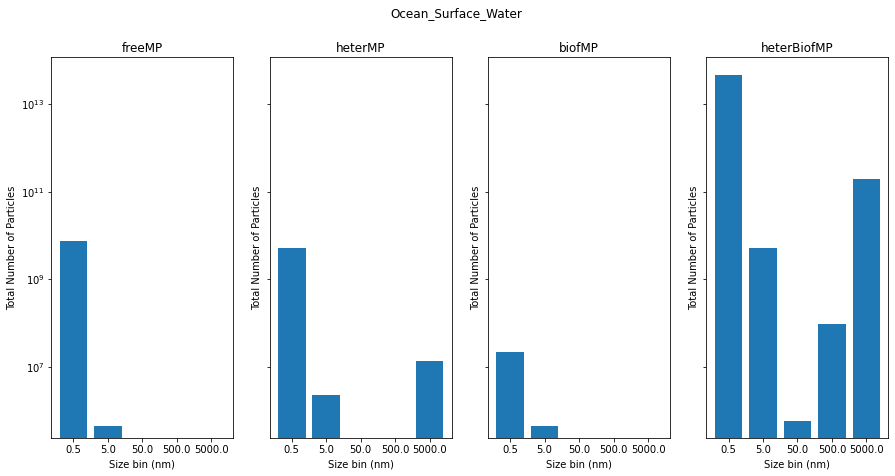 Ocean_Surface_Water
freeMP
heterMP
biofMP
heterBiofMP
Total Number of Particles
10^13
10^11
10^9
10^7
0.5 5.0 50.0 500.0 5000.0
Size bin (nm)
Total Number of Particles
0.5 5.0 50.0 500.0 5000.0
Size bin (nm)
Total Number of Particles
0.5 5.0 50.0 500.0 5000.0
Size bin (nm)
Total Number of Particles
0.5 5.0 50.0 500.0 5000.0
Size bin (nm)